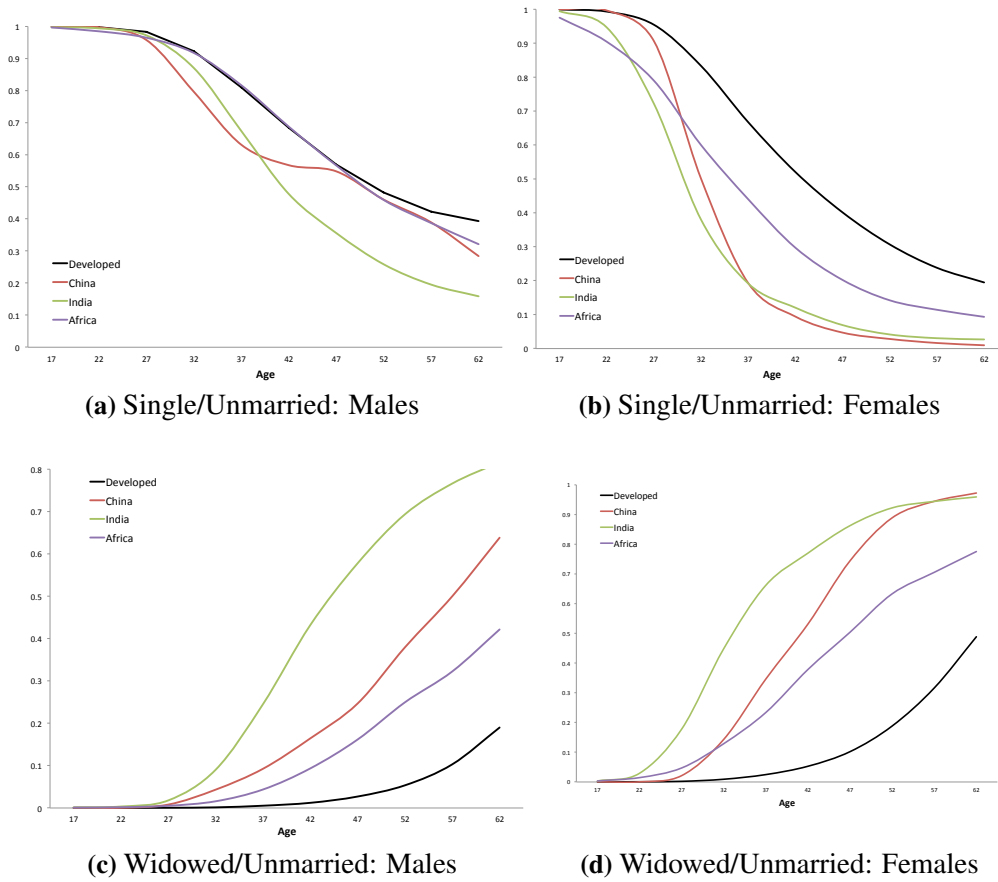 1
0.9
0.8
0.7
0.6
0.5
0.4
0.3
0.2
0.1
0
Developed
China
India
Africa
17 22 27 32 37 42 47 52 57 62
Age
(a) Single/Unmarried: Males
1
0.9
0.8
0.7
0.6
0.5
0.4
0.3
0.2
0.1
0
Developed
China
India
Africa
17 22 27 32 37 42 47 52 57 62
Age
(b) Single/Unmarried: Females
0.8
0.7
0.6
0.5
0.4
0.3
0.2
0.1
0
Developed
China
India
Africa
17 22 27 32 37 42 47 52 57 62
Age
(c) Widowed/Unmarried: Males
1
0.9
0.8
0.7
0.6
0.5
0.4
0.3
0.2
0.1
0
Developed
China
India
Africa
17 22 27 32 37 42 47 52 57 62
Age
(d) Widowed/Unmarried: Females